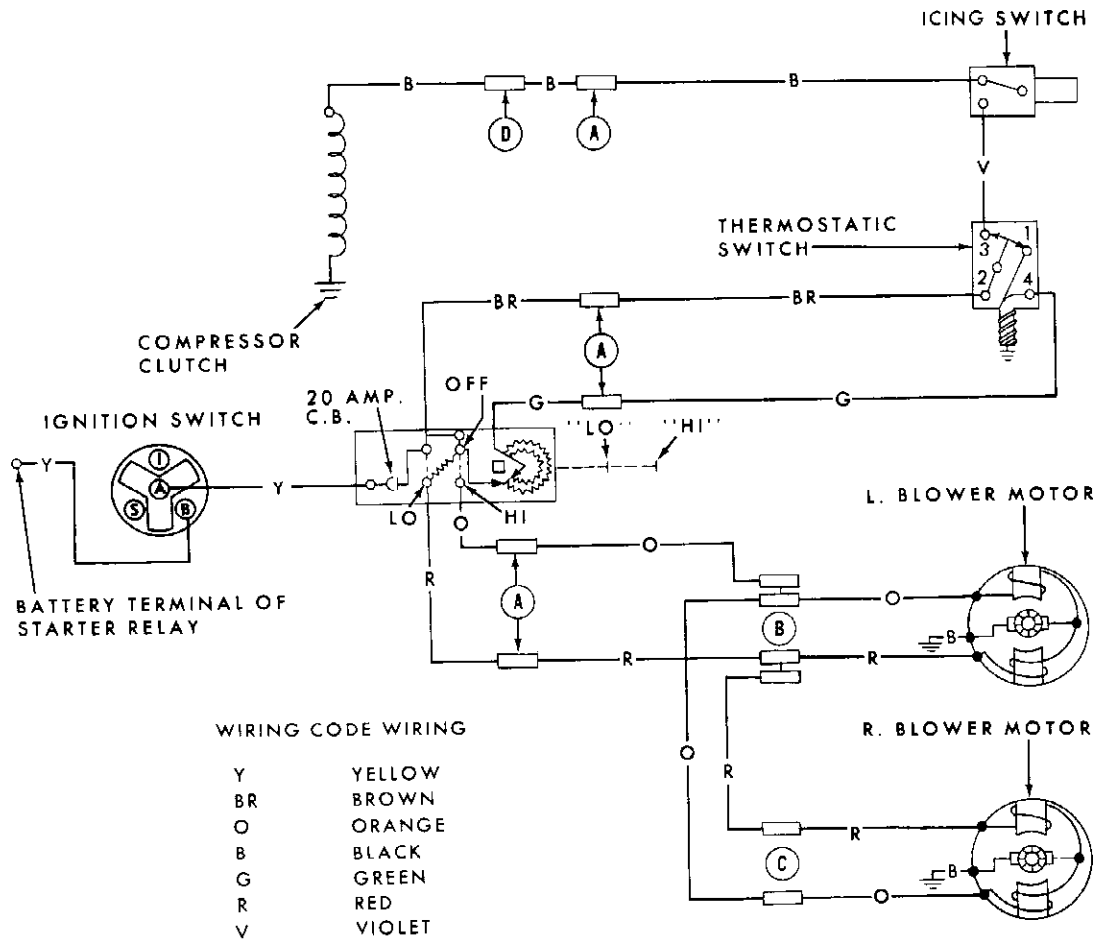 ICING SWITCH
B
B
B
D
A
V
THERMOSTATIC
SWITCH
3
1
2
4
BR
BR
COMPRESSOR
CLUTCH
A
OFF
20 AMP.
C.B.
G
G
IGNITION SWITCH
"LO"
"HI"
Y
I
A
S
B
Y
LO
HI
L. BLOWER MOTOR
O
O
R
A
BATTERY TERMINAL OF
STARTER RELAY
O
B
B
R
R
WIRING CODE WIRING
R. BLOWER MOTOR
O
R
Y YELLOW
BR BROWN
O ORANGE
B BLACK
G GREEN
R RED
V VIOLET
R
C
B
O